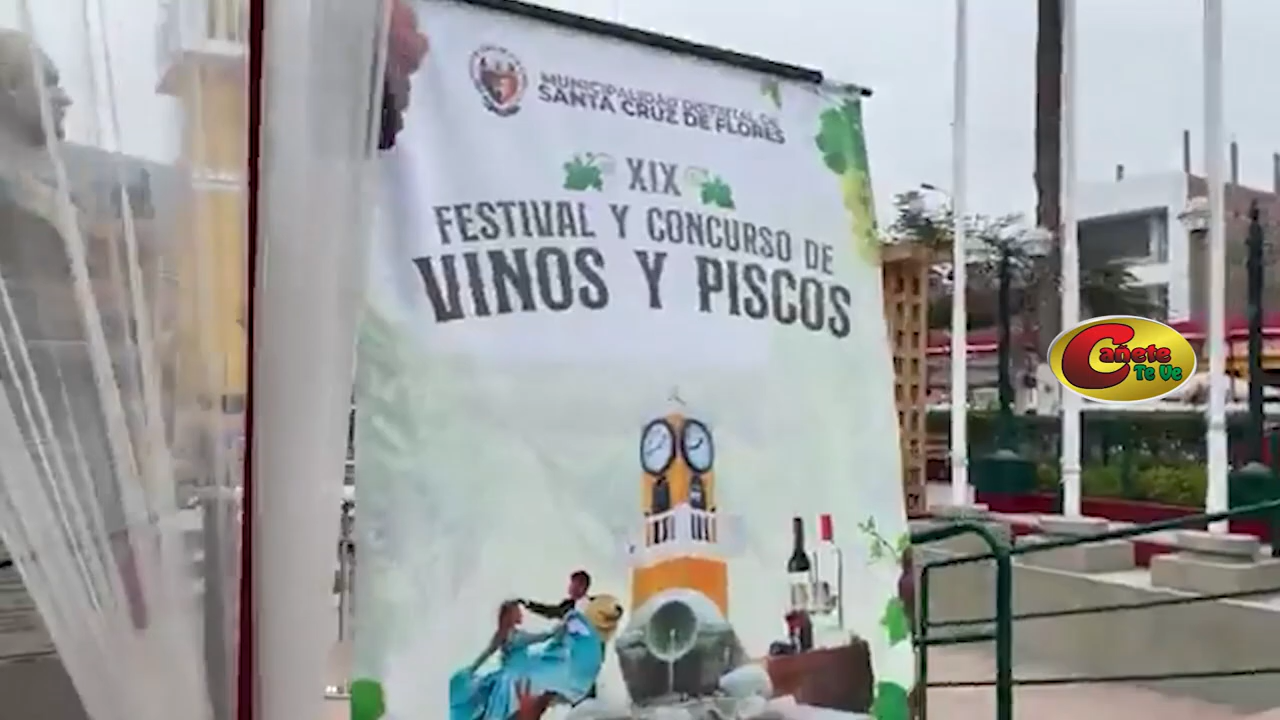 MUNICIPALIDAD DISTRITAL DE
SANTA CRUZ DE FLORES
XIX
FESTIVAL Y CONCURSO DE
VINOS Y PISCOS
Cañete
Te Ve